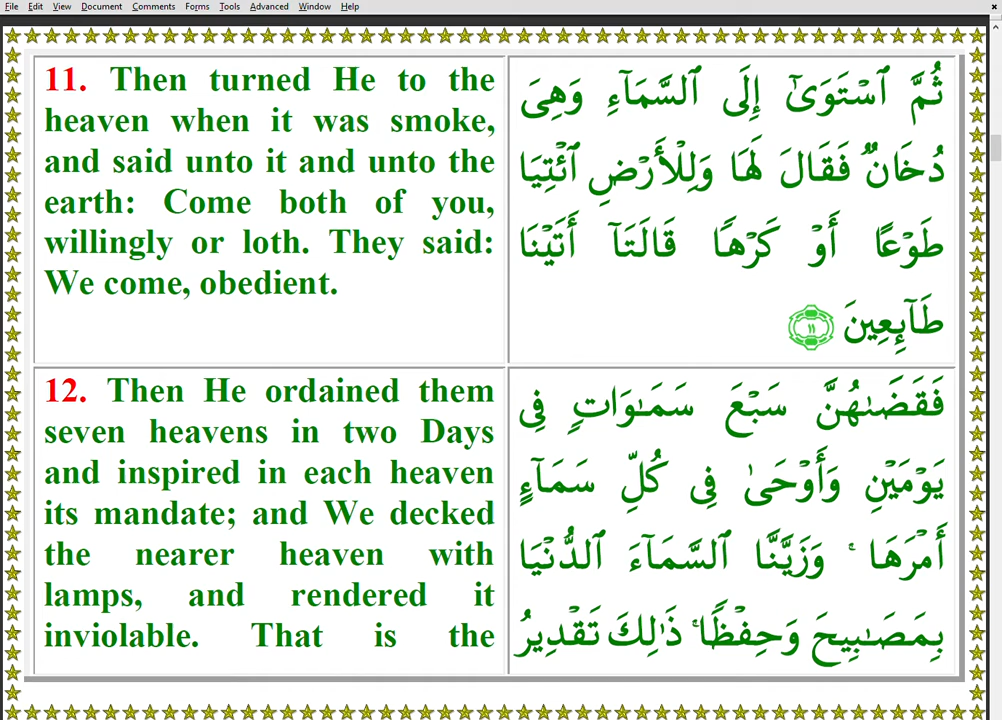 File Edit View Document Comments Forms Tools Advanced Window Help
11. Then turned He to the
heaven when it was smoke,
and said unto it and unto the
earth: Come both of you,
willingly or loth. They said:
We come, obedient.
ثُمَّ ٱسْتَوَىٰٓ إِلَى ٱلسَّمَآءِ وَهِىَ
دُخَانٌ فَقَالَ لَهَا وَلِلْأَرْضِ ٱئْتِيَا
طَوْعًا أَوْ كَرْهًا قَالَتَآ أَتَيْنَا
طَآئِعِينَ ١١
12. Then He ordained them
seven heavens in two Days
and inspired in each heaven
its mandate; and We decked
the nearer heaven with
lamps, and rendered it
inviolable. That is the
فَقَضَىٰهُنَّ سَبْعَ سَمَـٰوَاتٍ فِى
يَوْمَيْنِ وَأَوْحَىٰ فِى كُلِّ سَمَآءٍ
أَمْرَهَا ۚ وَزَيَّنَّا ٱلسَّمَآءَ ٱلدُّنْيَا
بِمَصَـٰبِيحَ وَحِفْظًا ۚ ذَٰلِكَ تَقْدِيرُ